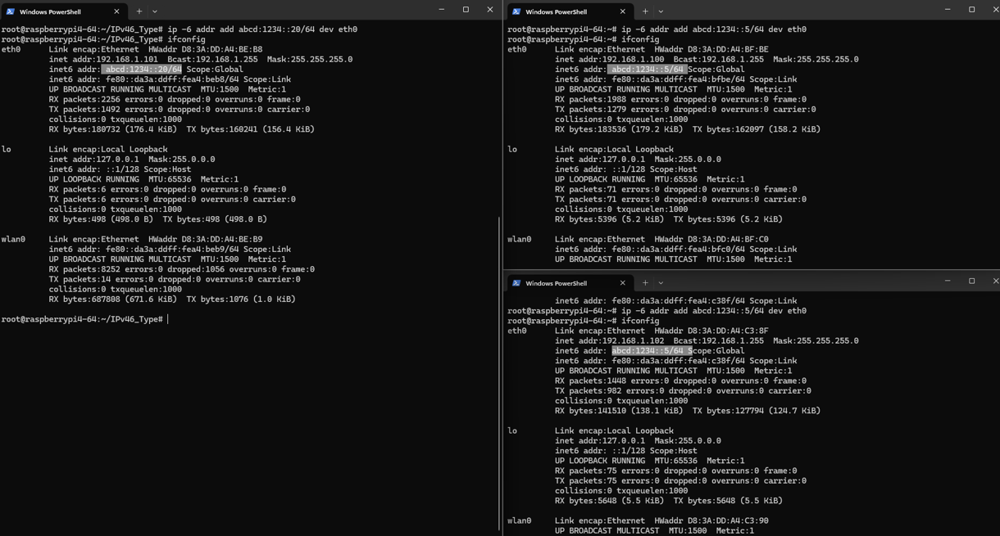 Windows PowerShell
root@raspberrypi4-64:~/IPv46_Type# ip -6 addr add abcd:1234::20/64 dev eth0
root@raspberrypi4-64:~/IPv46_Type# ifconfig
eth0 Link encap:Ethernet HWaddr D8:3A:DD:A4:BE:B8
inet addr:192.168.1.101 Bcast:192.168.1.255 Mask:255.255.255.0
inet6 addr: abcd:1234::20/64 Scope:Global
inet6 addr: fe80::da3a:ddff:fea4:beb8/64 Scope:Link
UP BROADCAST RUNNING MULTICAST MTU:1500 Metric:1
RX packets:2256 errors:0 dropped:0 overruns:0 frame:0
TX packets:1492 errors:0 dropped:0 overruns:0 carrier:0
collisions:0 txqueuelen:1000
RX bytes:180732 (176.4 KiB) TX bytes:160241 (156.4 KiB)
lo Link encap:Local Loopback
inet addr:127.0.0.1 Mask:255.0.0.0
inet6 addr: ::1/128 Scope:Host
UP LOOPBACK RUNNING MTU:65536 Metric:1
RX packets:6 errors:0 dropped:0 overruns:0 frame:0
TX packets:6 errors:0 dropped:0 overruns:0 carrier:0
collisions:0 txqueuelen:1000
RX bytes:498 (498.0 B) TX bytes:498 (498.0 B)
wlan0 Link encap:Ethernet HWaddr D8:3A:DD:A4:BE:B9
inet6 addr: fe80::da3a:ddff:fea4:beb9/64 Scope:Link
UP BROADCAST RUNNING MULTICAST MTU:1500 Metric:1
RX packets:8252 errors:0 dropped:1056 overruns:0 frame:0
TX packets:14 errors:0 dropped:0 overruns:0 carrier:0
collisions:0 txqueuelen:1000
RX bytes:687808 (671.6 KiB) TX bytes:1076 (1.0 KiB)
root@raspberrypi4-64:~/IPv46_Type#
Windows PowerShell
root@raspberrypi4-64:~# ip -6 addr add abcd:1234::5/64 dev eth0
root@raspberrypi4-64:~# ifconfig
eth0 Link encap:Ethernet HWaddr D8:3A:DD:A4:BF:BE
inet addr:192.168.1.100 Bcast:192.168.1.255 Mask:255.255.255.0
inet6 addr: abcd:1234::5/64 Scope:Global
inet6 addr: fe80::da3a:ddff:fea4:bfbe/64 Scope:Link
UP BROADCAST RUNNING MULTICAST MTU:1500 Metric:1
RX packets:1988 errors:0 dropped:0 overruns:0 frame:0
TX packets:1279 errors:0 dropped:0 overruns:0 carrier:0
collisions:0 txqueuelen:1000
RX bytes:183536 (179.2 KiB) TX bytes:162097 (158.2 KiB)
lo Link encap:Local Loopback
inet addr:127.0.0.1 Mask:255.0.0.0
inet6 addr: ::1/128 Scope:Host
UP LOOPBACK RUNNING MTU:65536 Metric:1
RX packets:71 errors:0 dropped:0 overruns:0 frame:0
TX packets:71 errors:0 dropped:0 overruns:0 carrier:0
collisions:0 txqueuelen:1000
RX bytes:5396 (5.2 KiB) TX bytes:5396 (5.2 KiB)
wlan0 Link encap:Ethernet HWaddr D8:3A:DD:A4:BF:C0
inet6 addr: fe80::da3a:ddff:fea4:bfc0/64 Scope:Link
UP BROADCAST RUNNING MULTICAST MTU:1500 Metric:1
Windows PowerShell
inet6 addr: fe80::da3a:ddff:fea4:c38f/64 Scope:Link
root@raspberrypi4-64:~# ip -6 addr add abcd:1234::5/64 dev eth0
root@raspberrypi4-64:~# ifconfig
eth0 Link encap:Ethernet HWaddr D8:3A:DD:A4:C3:8F
inet addr:192.168.1.102 Bcast:192.168.1.255 Mask:255.255.255.0
inet6 addr: abcd:1234::5/64 Scope:Global
inet6 addr: fe80::da3a:ddff:fea4:c38f/64 Scope:Link
UP BROADCAST RUNNING MULTICAST MTU:1500 Metric:1
RX packets:1448 errors:0 dropped:0 overruns:0 frame:0
TX packets:982 errors:0 dropped:0 overruns:0 carrier:0
collisions:0 txqueuelen:1000
RX bytes:141510 (138.1 KiB) TX bytes:127794 (124.7 KiB)
lo Link encap:Local Loopback
inet addr:127.0.0.1 Mask:255.0.0.0
inet6 addr: ::1/128 Scope:Host
UP LOOPBACK RUNNING MTU:65536 Metric:1
RX packets:75 errors:0 dropped:0 overruns:0 frame:0
TX packets:75 errors:0 dropped:0 overruns:0 carrier:0
collisions:0 txqueuelen:1000
RX bytes:5648 (5.5 KiB) TX bytes:5648 (5.5 KiB)
wlan0 Link encap:Ethernet HWaddr D8:3A:DD:A4:C3:90
UP BROADCAST MULTICAST MTU:1500 Metric:1